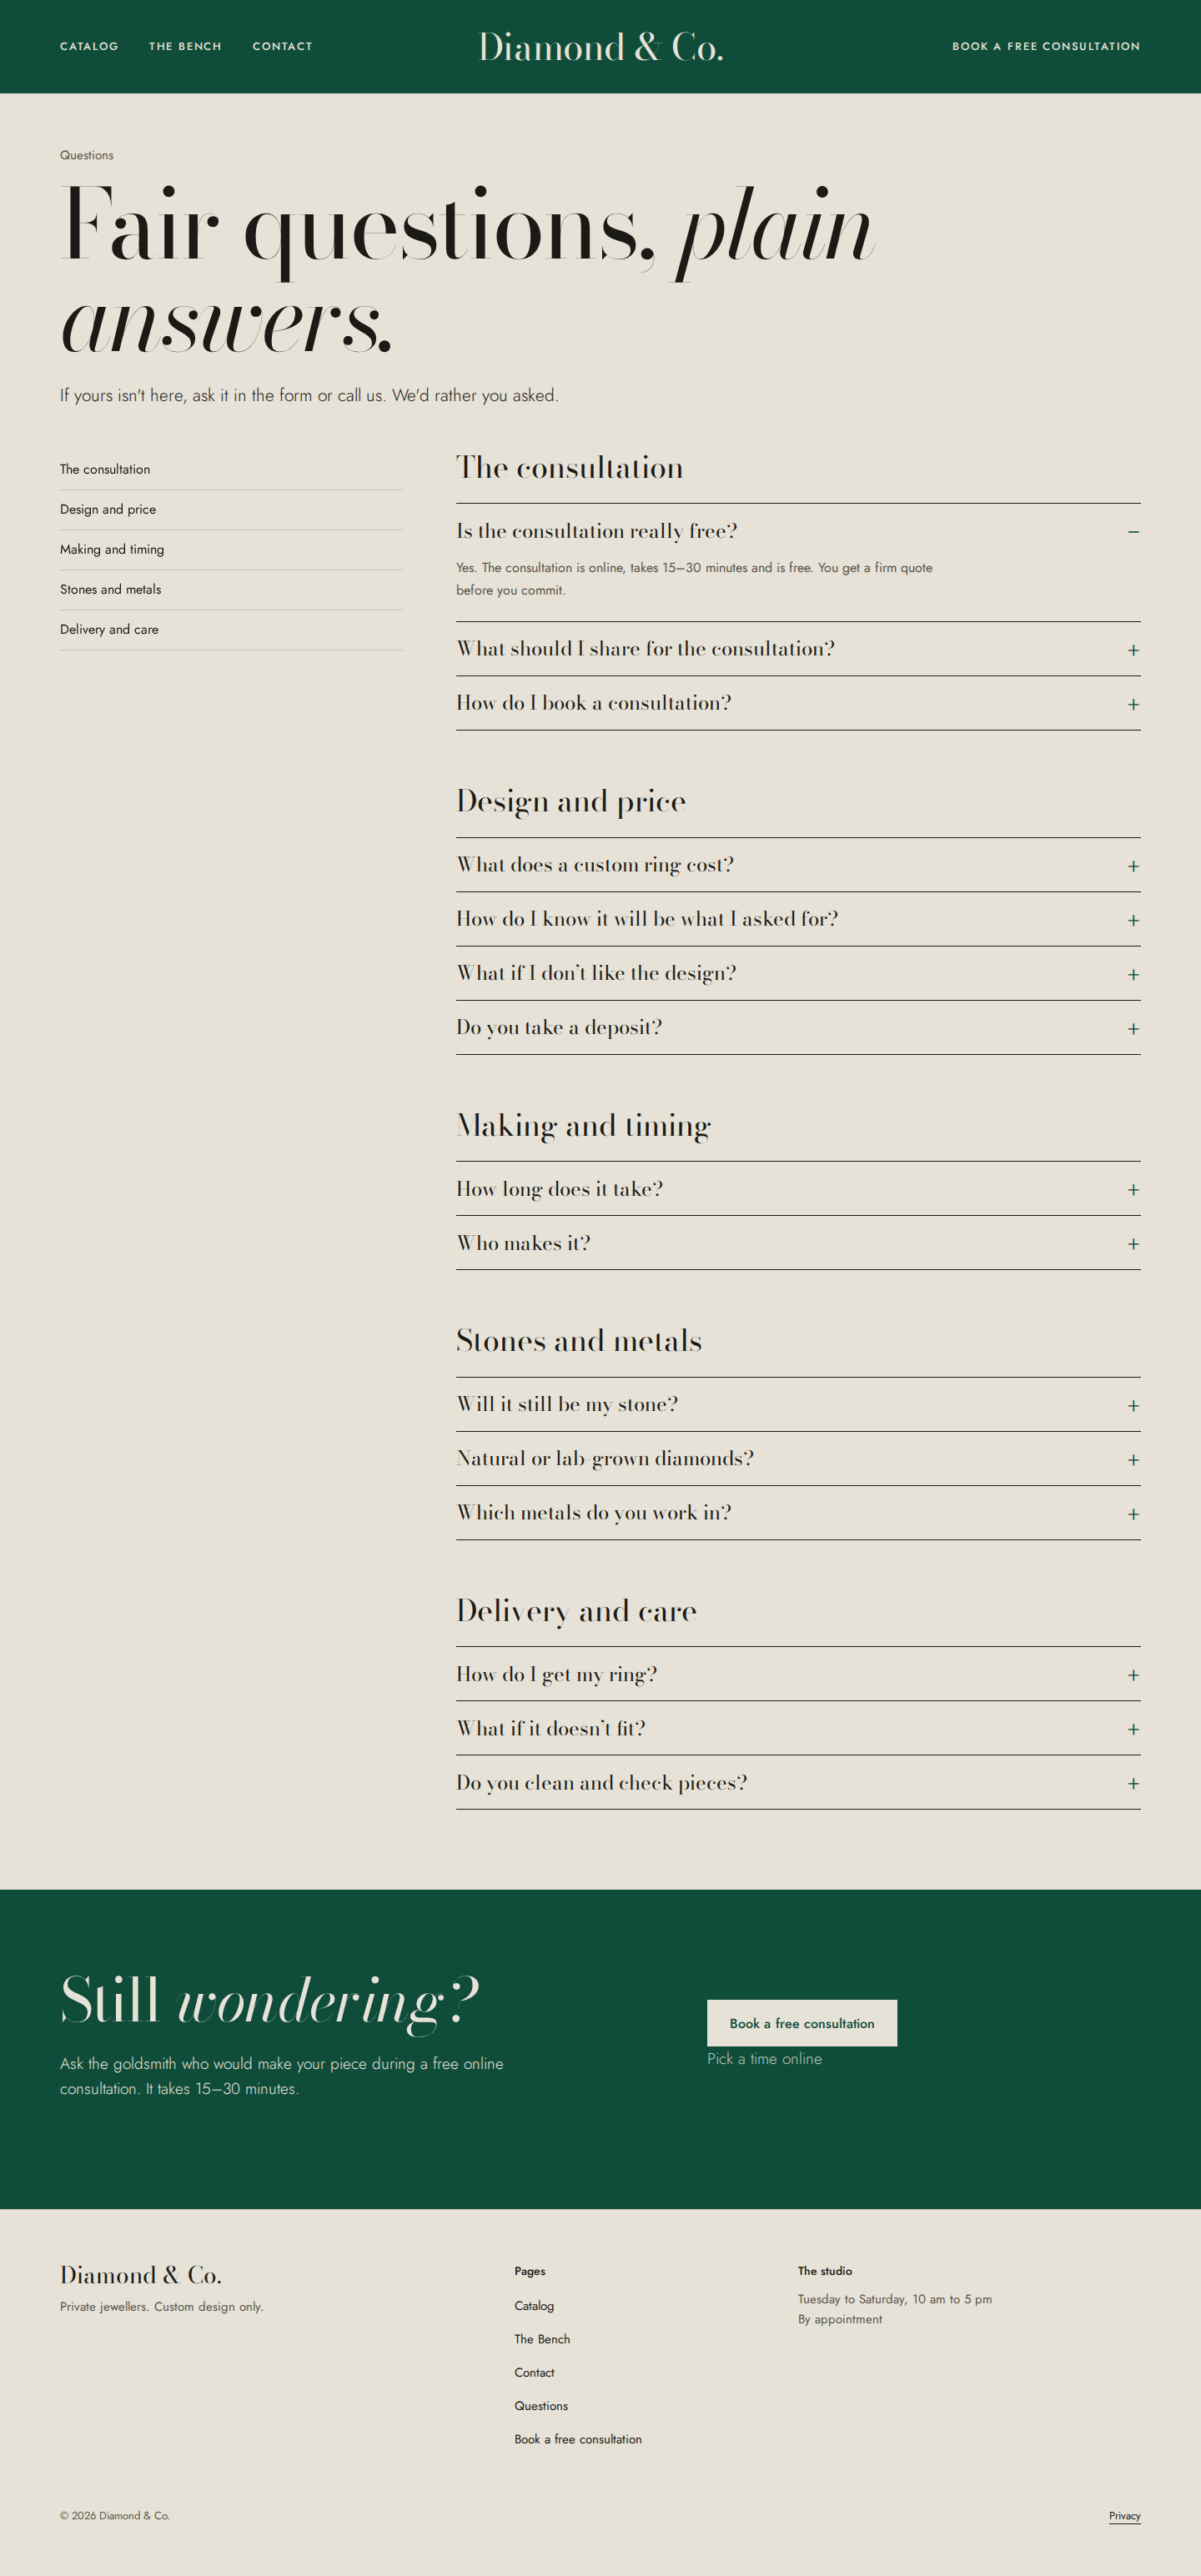 CATALOG THE BENCH CONTACT Diamond & Co. BOOK A FREE CONSULTATION
Questions
Fair questions, plain
answers.
If yours isn't here, ask it in the form or call us. We'd rather you asked.
The consultation
Design and price
Making and timing
Stones and metals
Delivery and care
The consultation
Is the consultation really free? −
Yes. The consultation is online, takes 15–30 minutes and is free. You get a firm quote
before you commit.
What should I share for the consultation? +
How do I book a consultation? +
Design and price
What does a custom ring cost? +
How do I know it will be what I asked for? +
What if I don’t like the design? +
Do you take a deposit? +
Making and timing
How long does it take? +
Who makes it? +
Stones and metals
Will it still be my stone? +
Natural or lab-grown diamonds? +
Which metals do you work in? +
Delivery and care
How do I get my ring? +
What if it doesn’t fit? +
Do you clean and check pieces? +
Still wondering?
Ask the goldsmith who would make your piece during a free online
consultation. It takes 15–30 minutes.
Book a free consultation
Pick a time online
Diamond & Co.
Private jewellers. Custom design only.
Pages
Catalog
The Bench
Contact
Questions
Book a free consultation
The studio
Tuesday to Saturday, 10 am to 5 pm
By appointment
© 2026 Diamond & Co.
Privacy